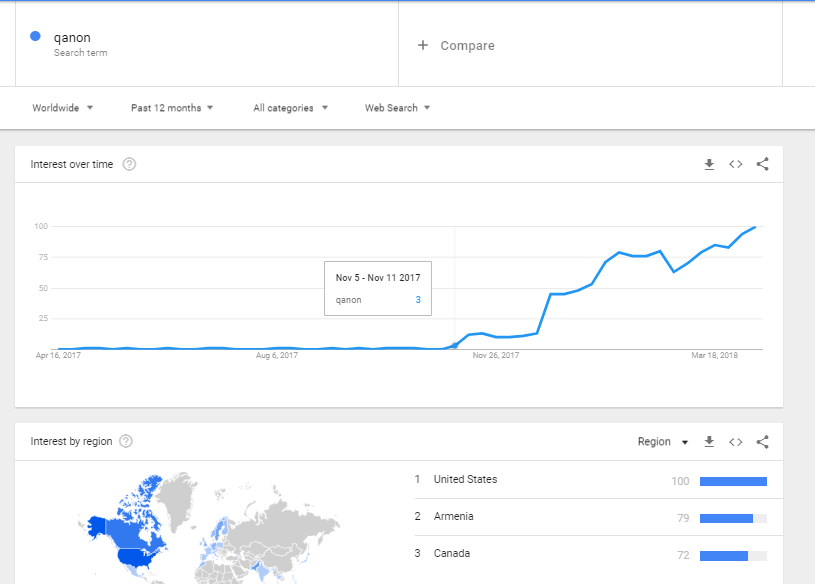 qanon
Search term
+ Compare
Worldwide
Past 12 months
All categories
Web Search
Interest over time ?
100
75
50
25
Nov 5 - Nov 11 2017
qanon 3
Apr 16, 2017
Aug 6, 2017
Nov 26, 2017
Mar 18, 2018
Interest by region ?
Region
1 United States 100
2 Armenia 79
3 Canada 72